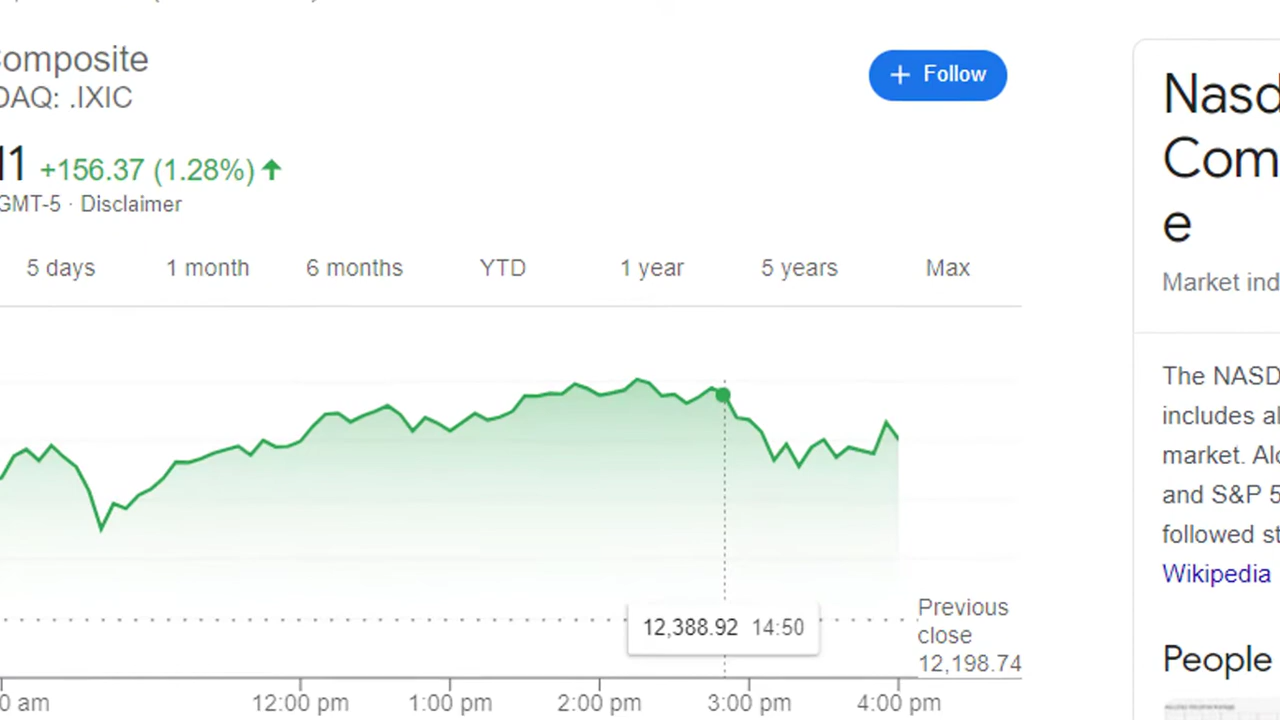 Composite
DAQ: .IXIC
+ Follow
11 +156.37 (1.28%)
GMT-5 · Disclaimer
5 days 1 month 6 months YTD 1 year 5 years Max
12,388.92 14:50
Previous
close
12,198.74
0 am 12:00 pm 1:00 pm 2:00 pm 3:00 pm 4:00 pm
Nasd
Com
e
Market ind
The NASD
includes al
market. Alo
and S&P 5
followed st
Wikipedia
People